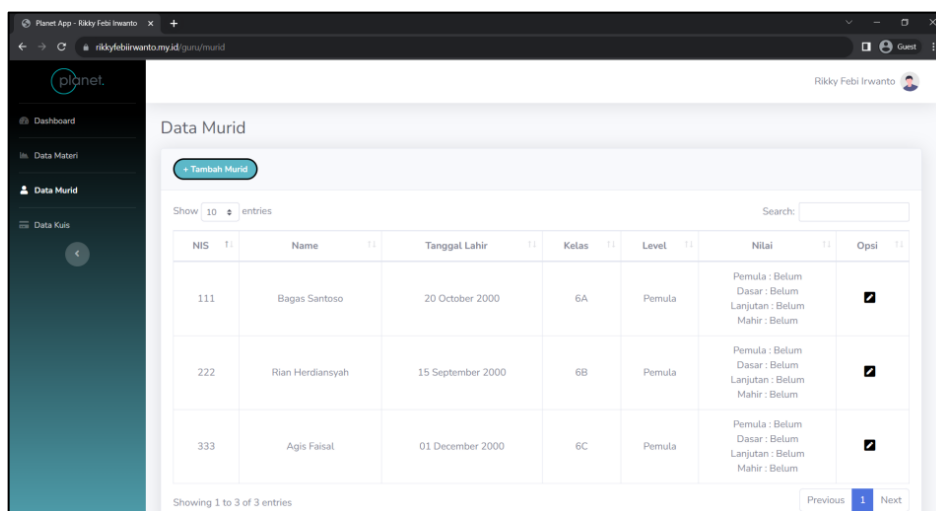 Planet App - Rikky Febi Irwanto
rikkyfebiirwanto.my.id/guru/murid
Guest
planet.
Rikky Febi Irwanto
Dashboard
Data Materi
Data Murid
Data Kuis
Data Murid
+ Tambah Murid
Show 10 entries
Search:
NIS Name Tanggal Lahir Kelas Level Nilai Opsi
111 Bagas Santoso 20 October 2000 6A Pemula
Pemula : Belum
Dasar : Belum
Lanjutan : Belum
Mahir : Belum
222 Rian Herdiansyah 15 September 2000 6B Pemula
Pemula : Belum
Dasar : Belum
Lanjutan : Belum
Mahir : Belum
333 Agis Faisal 01 December 2000 6C Pemula
Pemula : Belum
Dasar : Belum
Lanjutan : Belum
Mahir : Belum
Showing 1 to 3 of 3 entries
Previous 1 Next